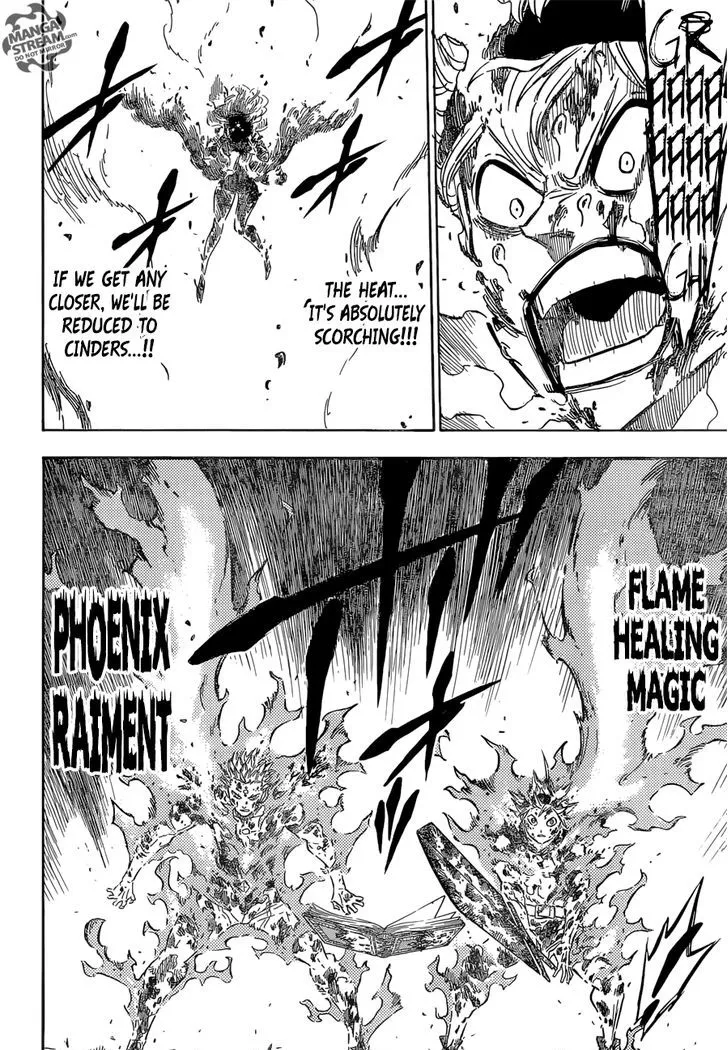 MANGA
STREAM
DO NOT MIRROR
GRAAAAAAAAAAAAAAAAGH
THE HEAT...
IT'S ABSOLUTELY
SCORCHING!!!
IF WE GET ANY
CLOSER, WE'LL BE
REDUCED TO
CINDERS...!!
FLAME
HEALING
MAGIC
PHOENIX
RAIMENT